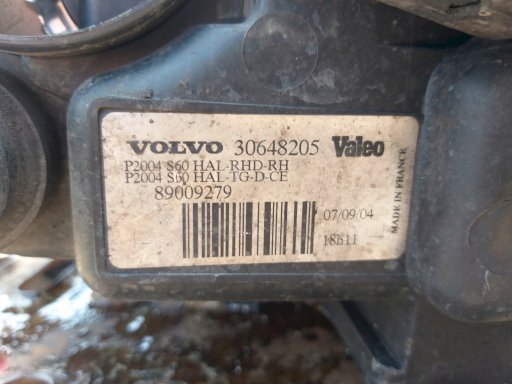 VOLVO 30648205 Valeo
P2004 S60 HAL-RHD-RH
P2004 S60 HAL-TG-D-CE
89009279
07/09/04
18h11
MADE IN FRANCE